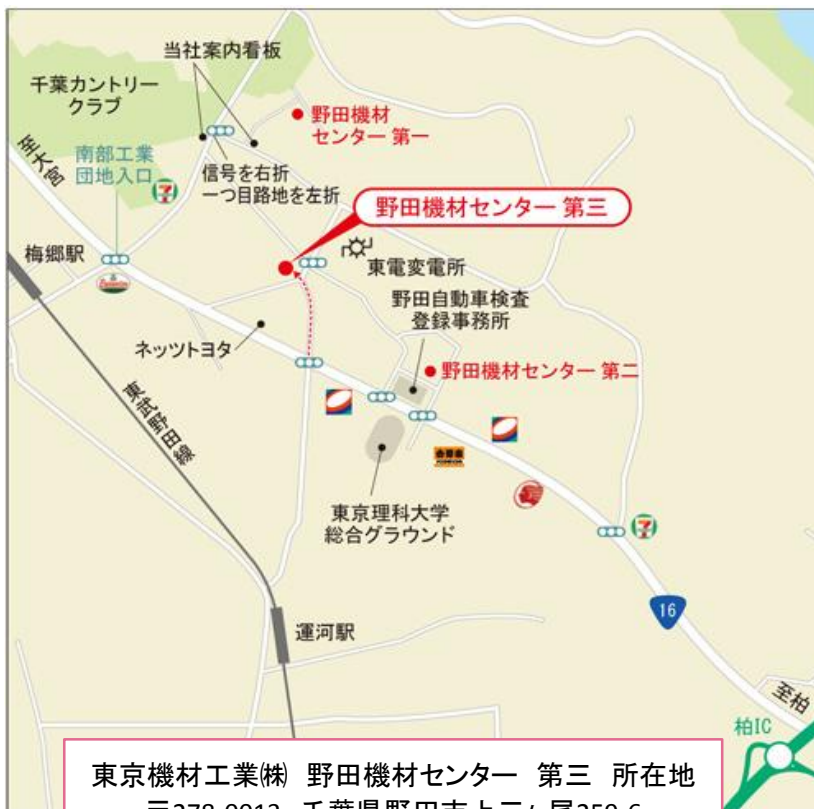 当社案内看板
千葉カントリー
クラブ
野田機材
センター 第一
至大宮
南部工業
団地入口
信号を右折
一つ目路地を左折
野田機材センター 第三
梅郷駅
東電変電所
野田自動車検査
登録事務所
ネッツトヨタ
野田機材センター 第二
東武野田線
吉野家
東京理科大学
総合グラウンド
16
運河駅
至柏
柏IC
東京機材工業㈱ 野田機材センター 第三 所在地